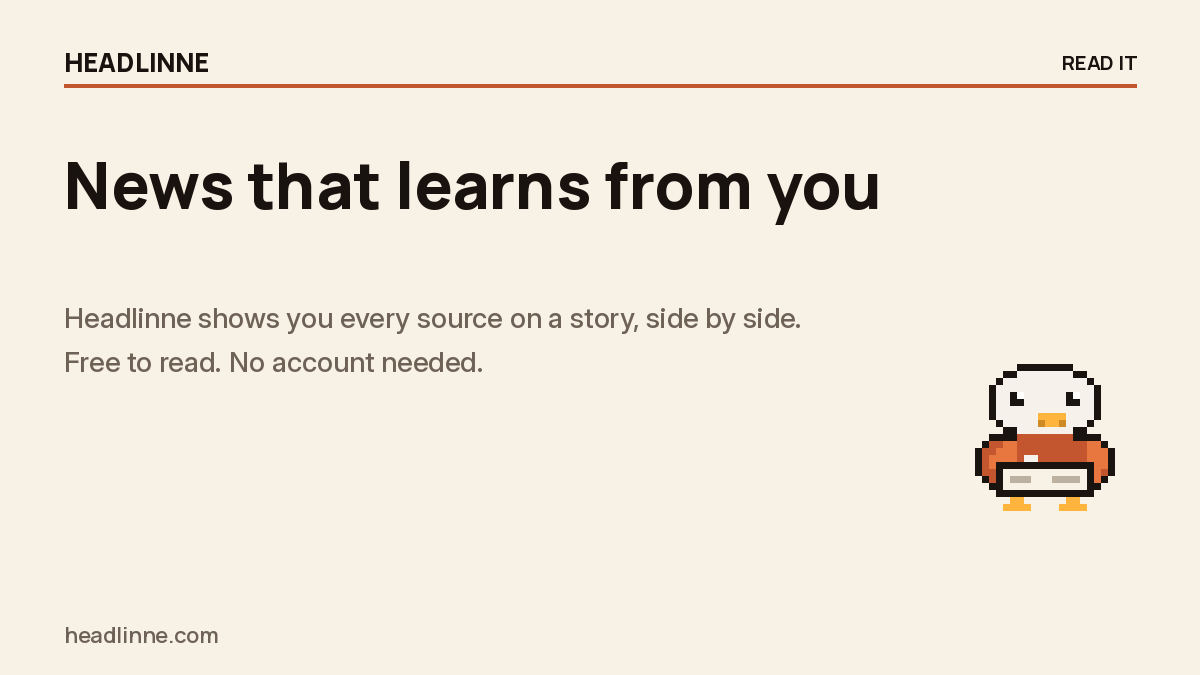 HEADLINNE
READ IT
News that learns from you
Headlinne shows you every source on a story, side by side.
Free to read. No account needed.
headlinne.com